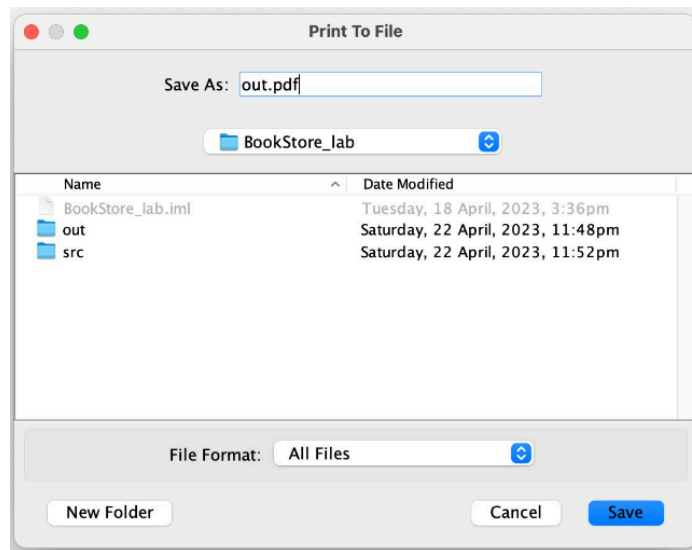 Print To File
Save As: out.pdf
BookStore_lab
Name Date Modified
BookStore_lab.iml Tuesday, 18 April, 2023, 3:36pm
out Saturday, 22 April, 2023, 11:48pm
src Saturday, 22 April, 2023, 11:52pm
File Format: All Files
New Folder Cancel Save